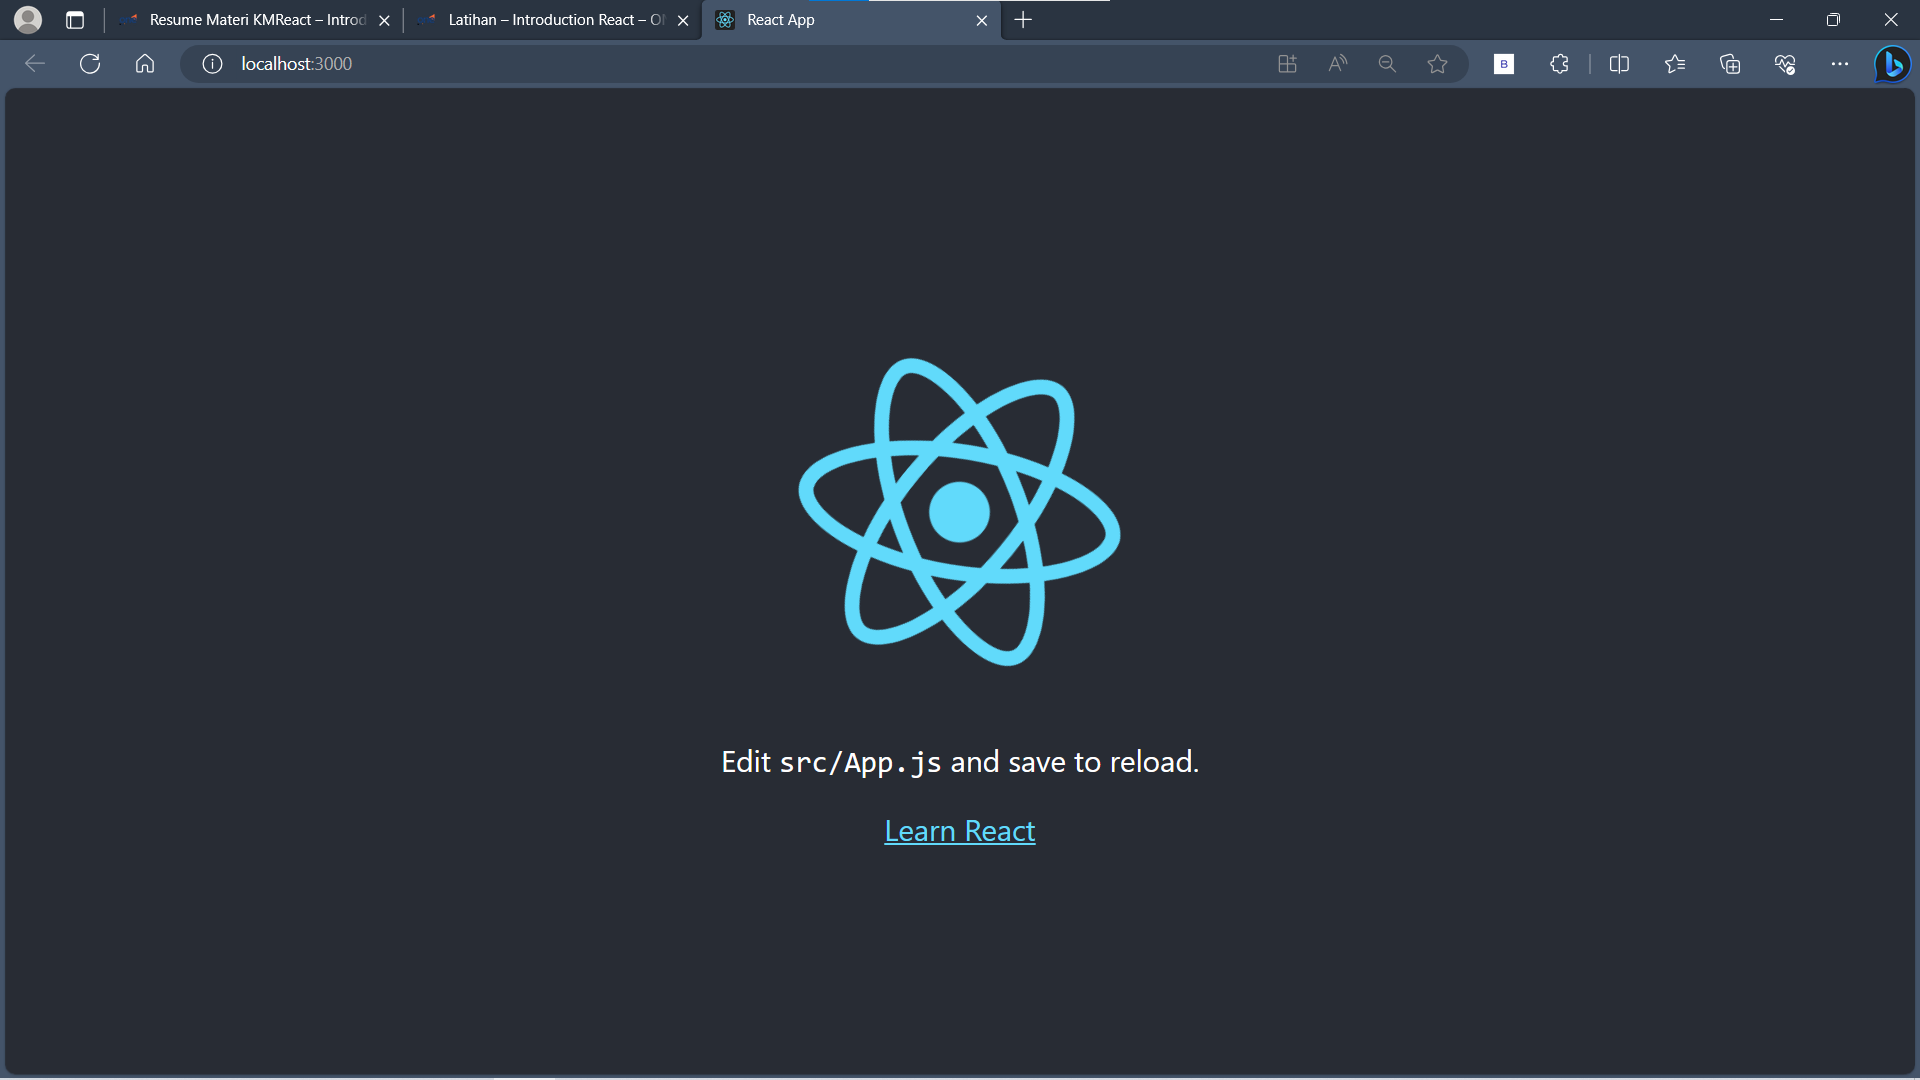 Resume Materi KMReact – Introd
Latihan – Introduction React – O
React App
localhost:3000
B
Edit src/App.js and save to reload.
Learn React